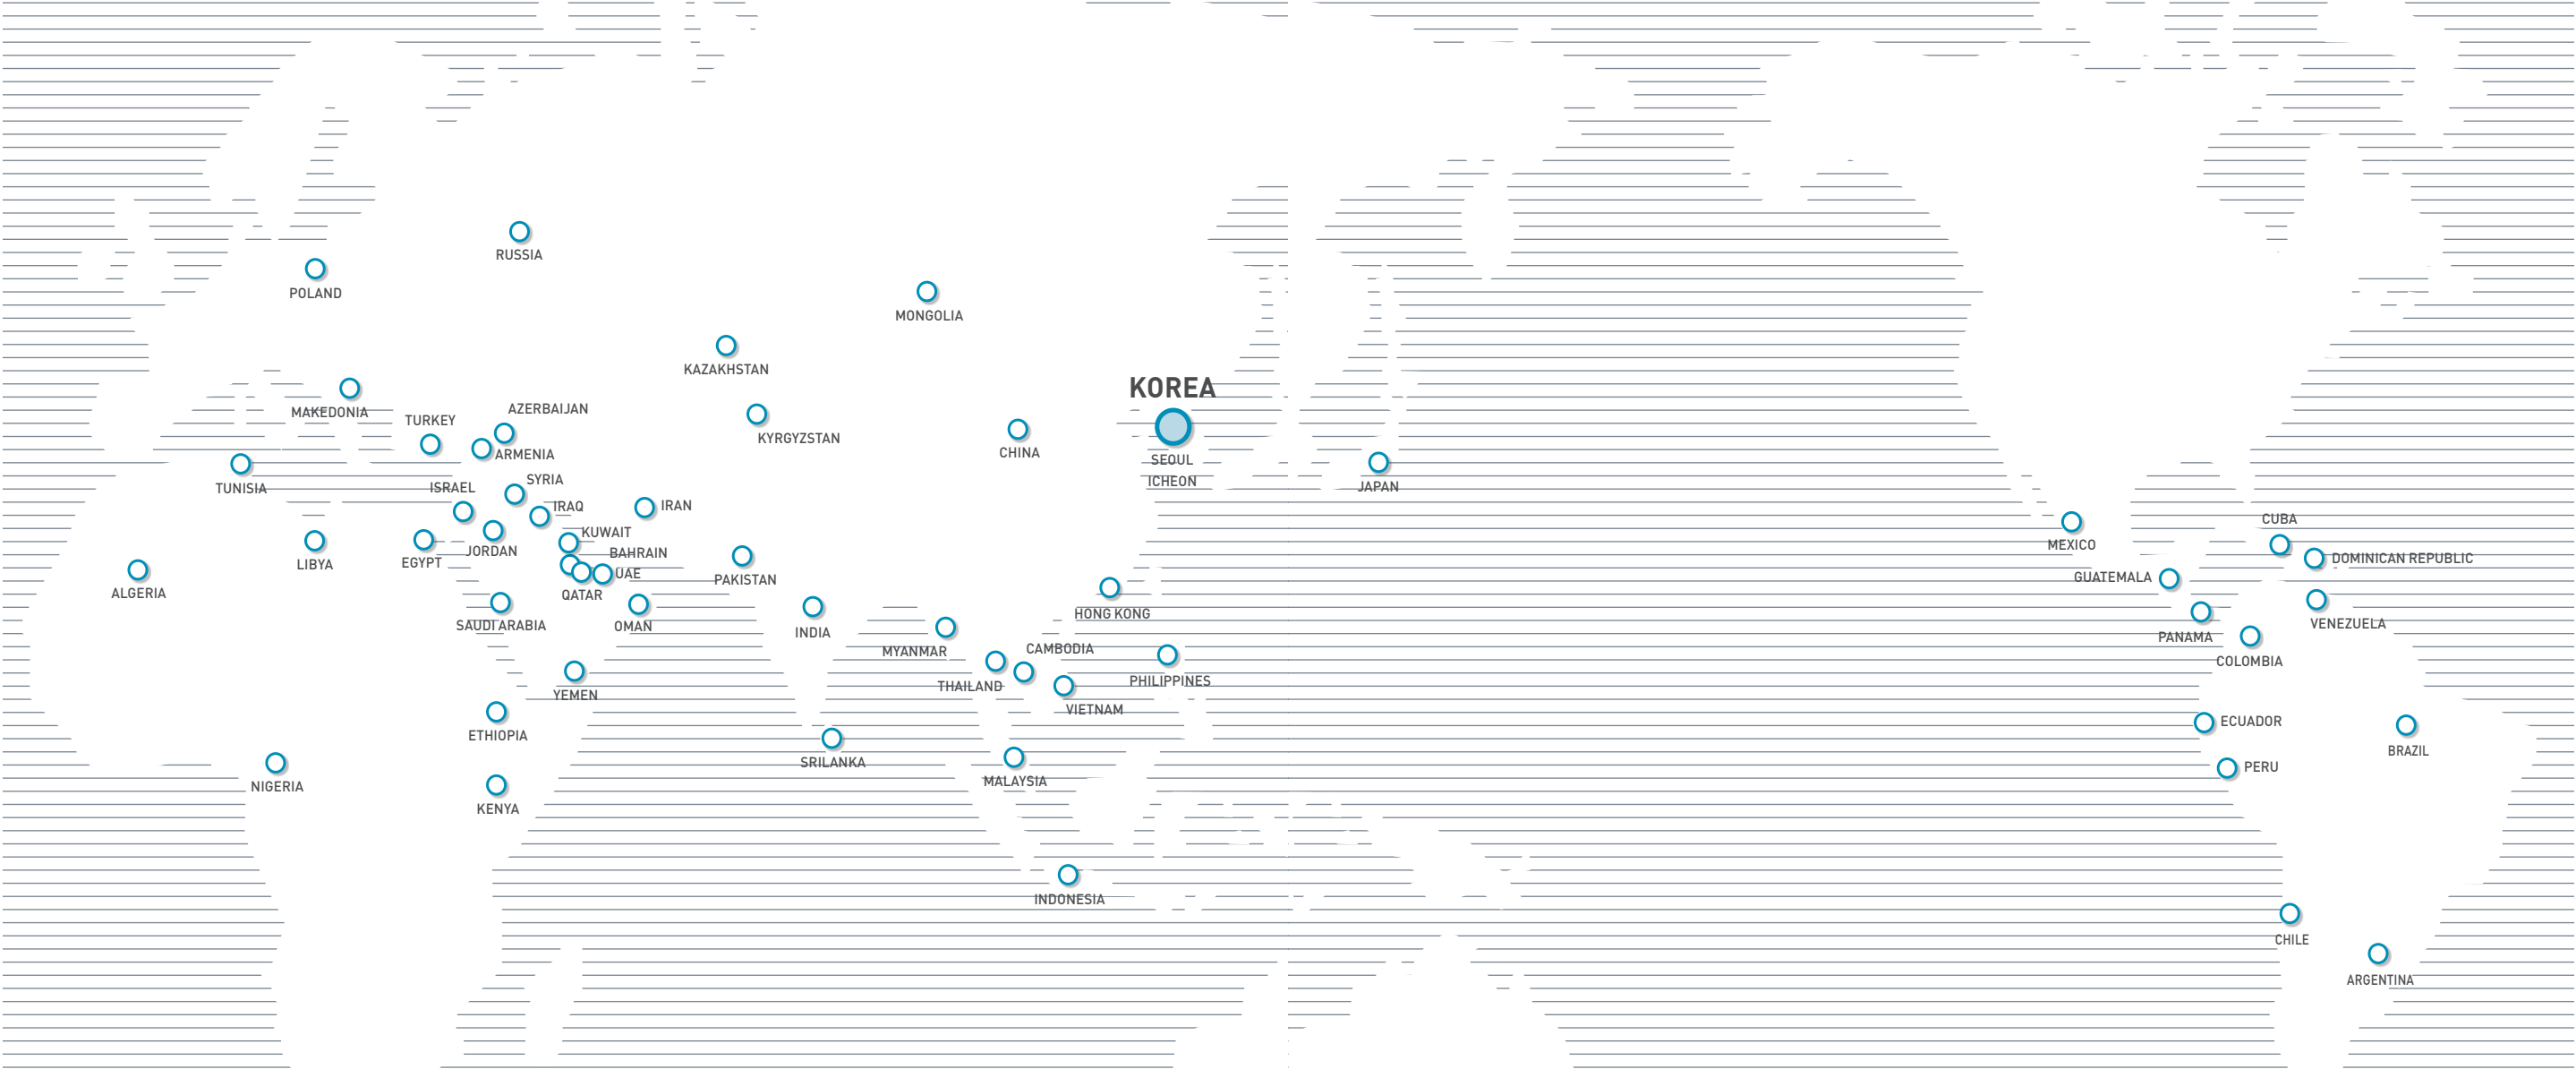 RUSSIA
POLAND
MONGOLIA
KAZAKHSTAN
KOREA
MAKEDONIA
TURKEY
AZERBAIJAN
KYRGYZSTAN
CHINA
ARMENIA
SEOUL
ICHEON
TUNISIA
ISRAEL
SYRIA
JAPAN
IRAQ
IRAN
CUBA
KUWAIT
MEXICO
LIBYA
EGYPT
JORDAN
BAHRAIN
DOMINICAN REPUBLIC
ALGERIA
UAE
PAKISTAN
GUATEMALA
QATAR
HONG KONG
SAUDI ARABIA
OMAN
INDIA
VENEZUELA
PANAMA
MYANMAR
CAMBODIA
COLOMBIA
THAILAND
PHILIPPINES
YEMEN
VIETNAM
ECUADOR
ETHIOPIA
BRAZIL
SRILANKA
PERU
NIGERIA
MALAYSIA
KENYA
INDONESIA
CHILE
ARGENTINA